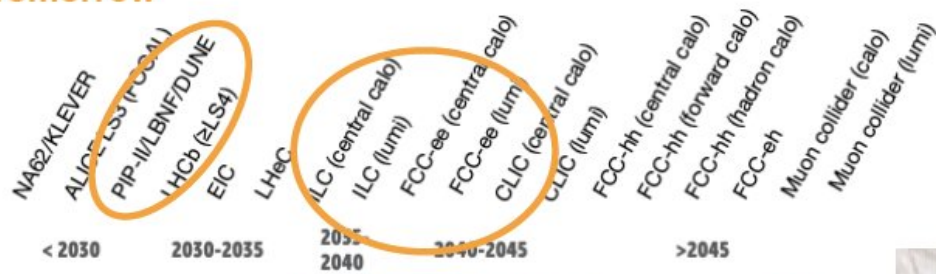 NA62/KLEVER
ALICE LS3 (FOCAL)
PIP-II/LBNF/DUNE
LHCb (≥LS4)
EIC
LHeC
ILC (central calo)
ILC (lumi)
FCC-ee (central calo)
FCC-ee (lumi)
CLIC (central calo)
CLIC (lumi)
FCC-hh (central calo)
FCC-hh (forward calo)
FCC-hh (hadron calo)
FCC-eh
Muon collider (calo)
Muon collider (lumi)
< 2030
2030-2035
2035-
2040
2040-2045
>2045